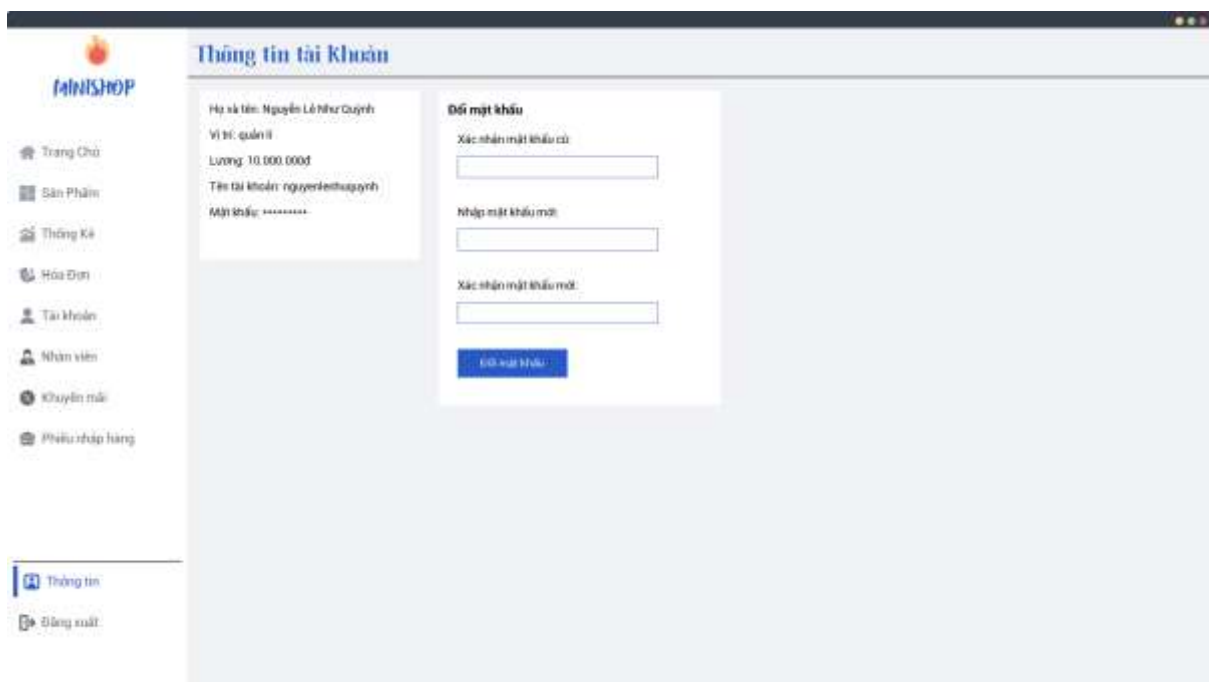 MINISHOP
Trang Chủ
Sản Phẩm
Thống Kê
Hóa Đơn
Tài khoản
Nhân viên
Khuyến mãi
Phiếu nhập hàng
Thông tin
Đăng xuất
Thông tin tài Khoản
Họ và tên: Nguyễn Lê Như Quỳnh
Vị trí: quản lí
Lương: 10.000.000đ
Tên tài khoản: nguyenlenhuquynh
Mật khẩu: •••••••••
Đổi mật khẩu
Xác nhận mật khẩu cũ:
Nhập mật khẩu mới:
Xác nhận mật khẩu mới:
Đổi mật khẩu